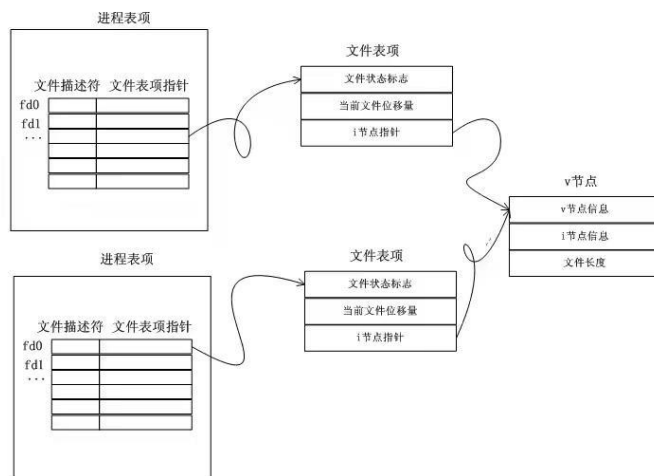 进程表项
文件描述符 文件表项指针
fd0
fd1
...
文件表项
文件状态标志
当前文件位移量
i节点指针
v节点
v节点信息
i节点信息
文件长度
进程表项
文件描述符 文件表项指针
fd0
fd1
...
文件表项
文件状态标志
当前文件位移量
i节点指针